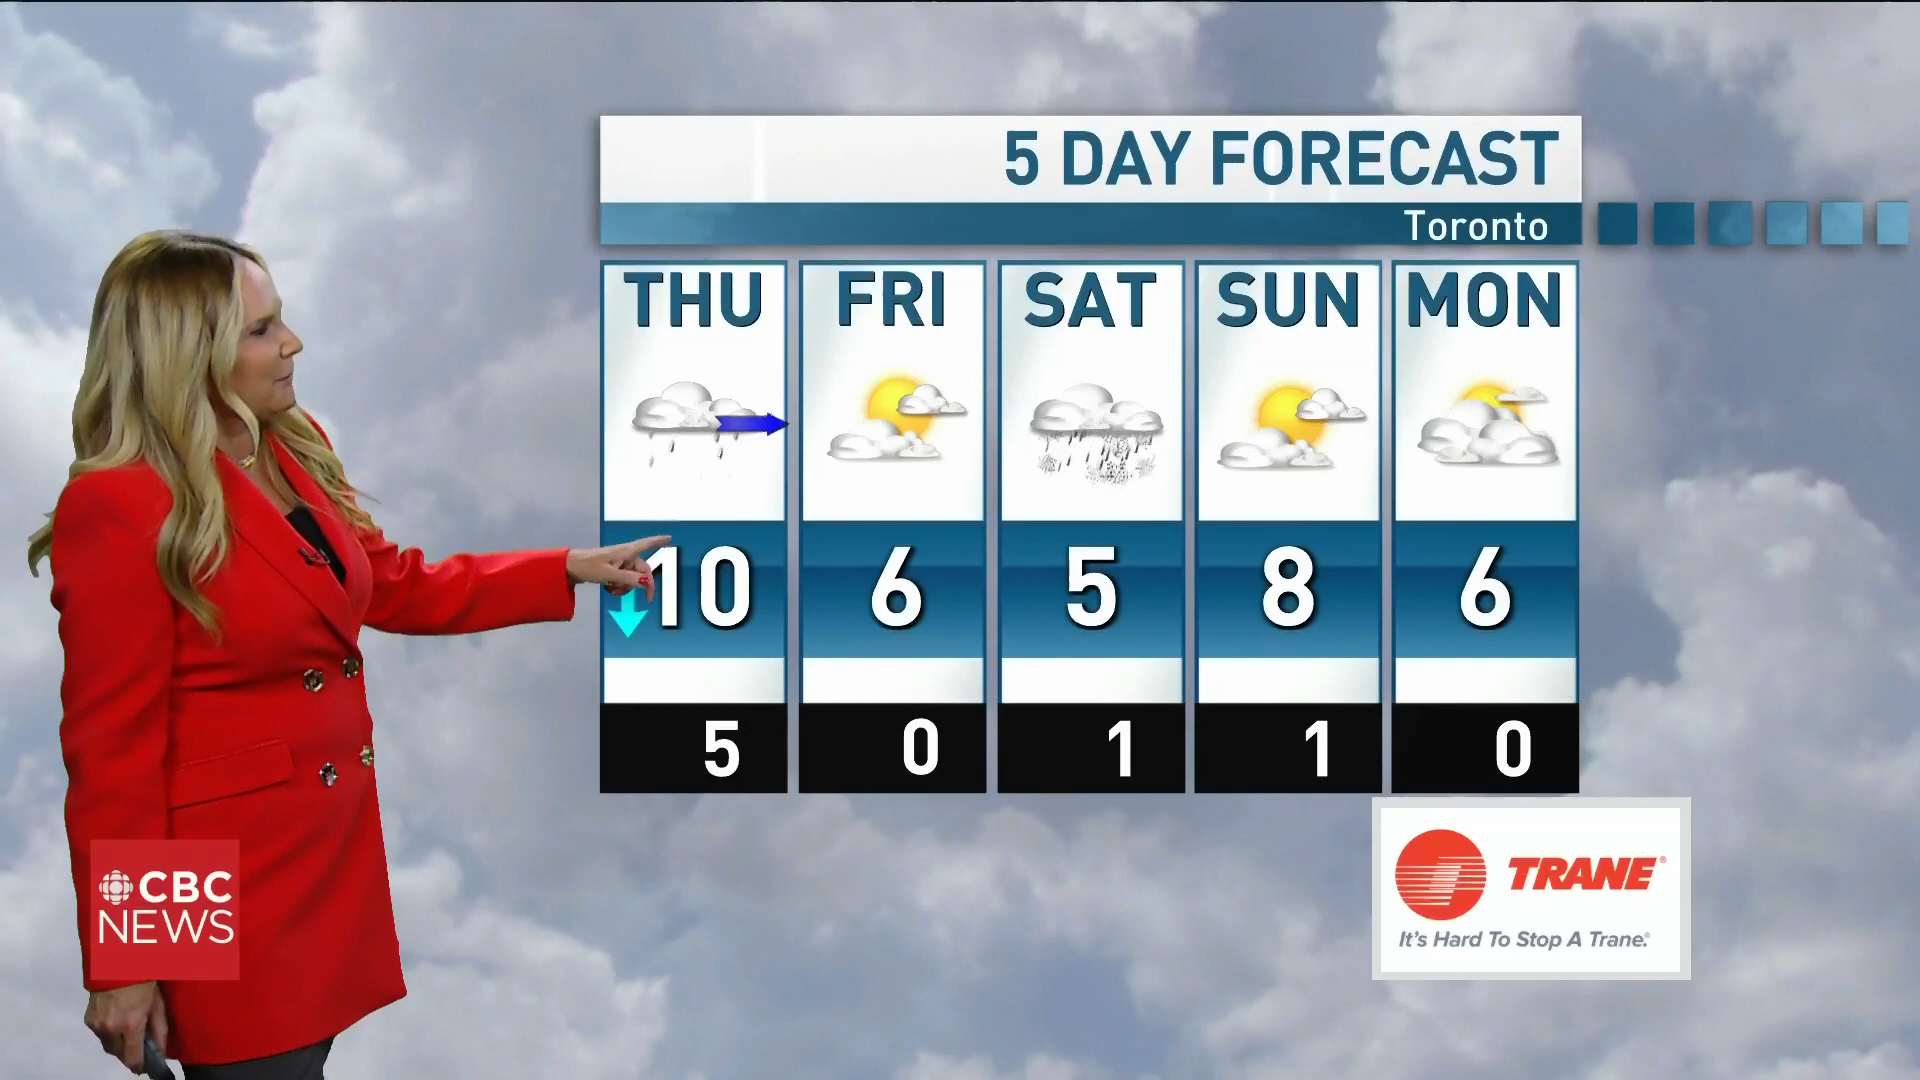 5 DAY FORECAST
Toronto
THU FRI SAT SUN MON
10 6 5 8 6
5 0 1 1 0
CBC
NEWS
TRANE®
It's Hard To Stop A Trane.®